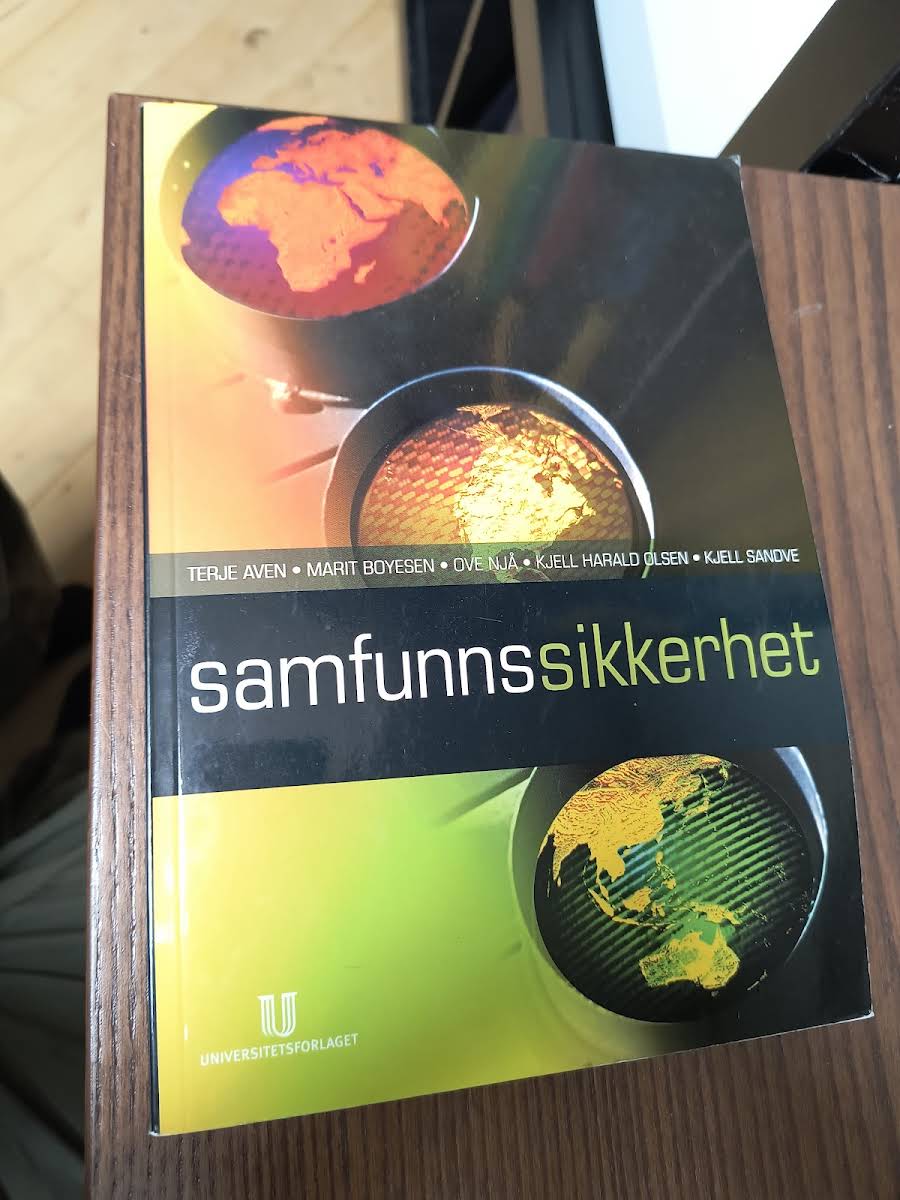 TERJE AVEN • MARIT BOYESEN • OVE NJÅ • KJELL HARALD OLSEN • KJELL SANDVE
samfunnssikkerhet
U
UNIVERSITETSFORLAGET